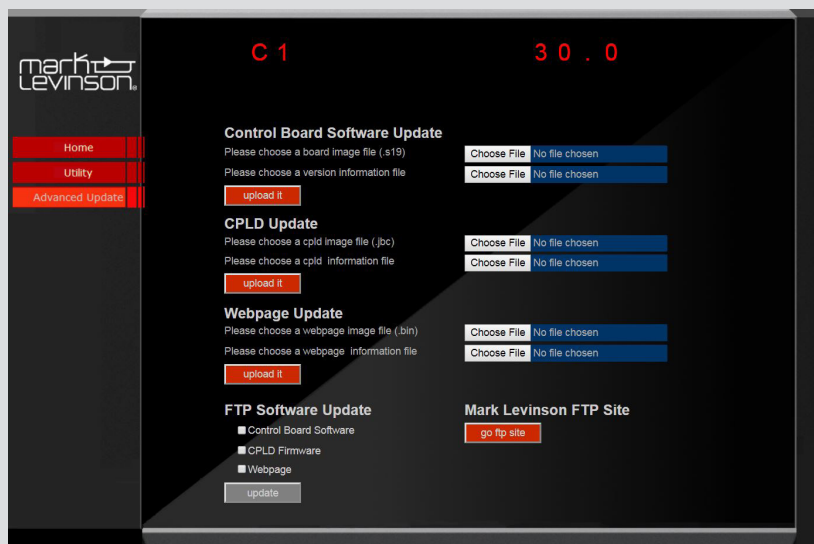 C1 30.0
mark
Levinson®
Home
Utility
Advanced Update
Control Board Software Update
Please choose a board image file (.s19) Choose File No file chosen
Please choose a version information file Choose File No file chosen
upload it
CPLD Update
Please choose a cpld image file (.jbc) Choose File No file chosen
Please choose a cpld information file Choose File No file chosen
upload it
Webpage Update
Please choose a webpage image file (.bin) Choose File No file chosen
Please choose a webpage information file Choose File No file chosen
upload it
FTP Software Update
Control Board Software
CPLD Firmware
Webpage
update
Mark Levinson FTP Site
go ftp site